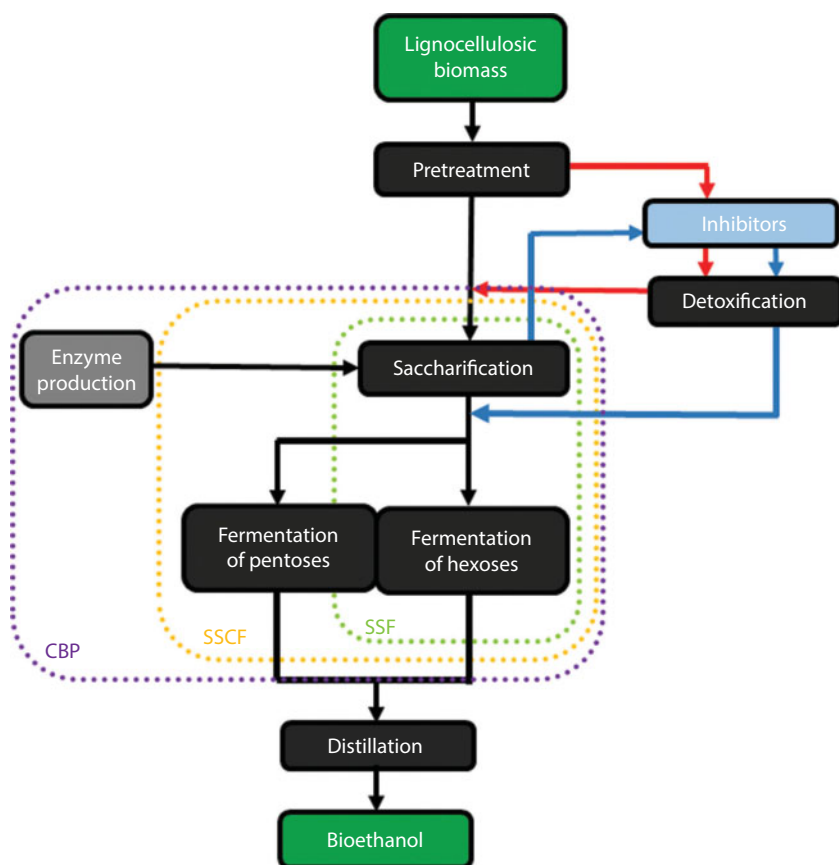 Lignocellulosic
biomass
Pretreatment
Inhibitors
Detoxification
Enzyme
production
Saccharification
Fermentation
of pentoses
Fermentation
of hexoses
SSF
SSCF
CBP
Distillation
Bioethanol